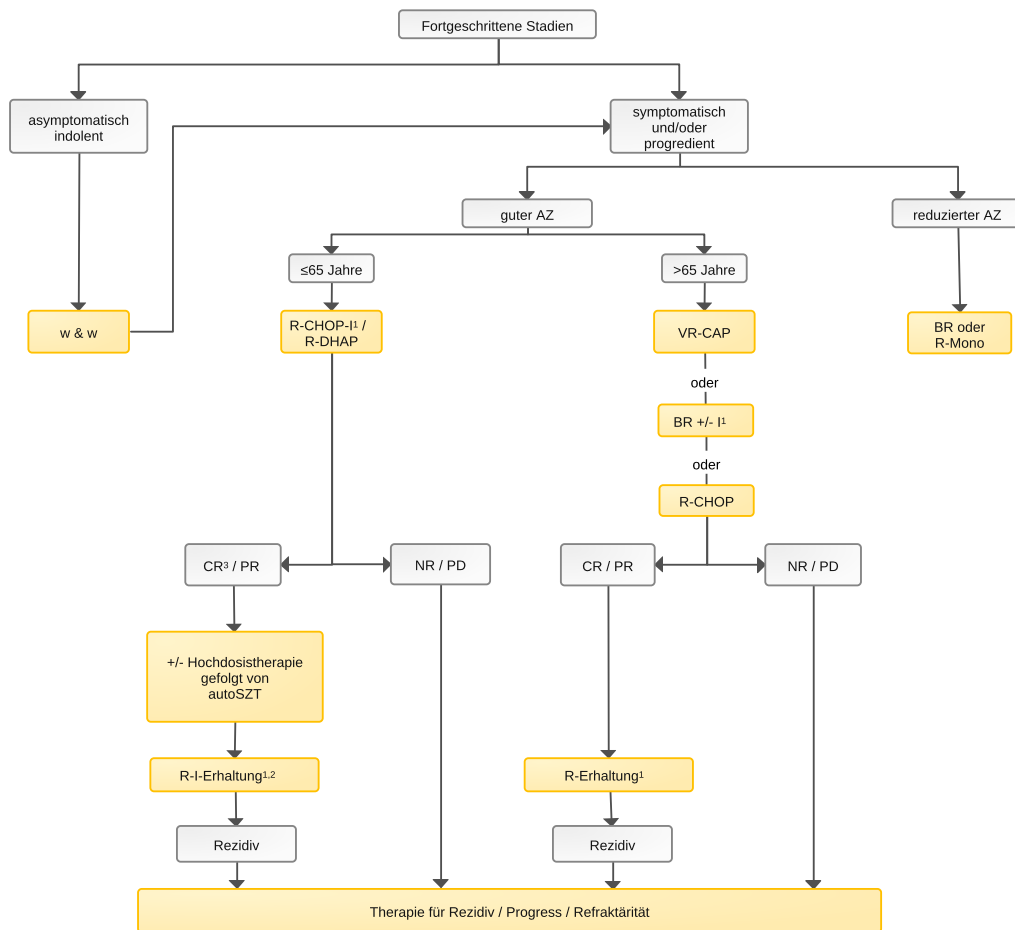 Fortgeschrittene Stadien
asymptomatisch
indolent
symptomatisch
und/oder
progredient
guter AZ
reduzierter AZ
≤65 Jahre
>65 Jahre
w & w
R-CHOP-I¹ /
R-DHAP
VR-CAP
BR oder
R-Mono
oder
BR +/- I¹
oder
R-CHOP
CR³ / PR
NR / PD
CR / PR
NR / PD
+/- Hochdosistherapie
gefolgt von
autoSZT
R-I-Erhaltung¹,²
R-Erhaltung¹
Rezidiv
Rezidiv
Therapie für Rezidiv / Progress / Refraktärität